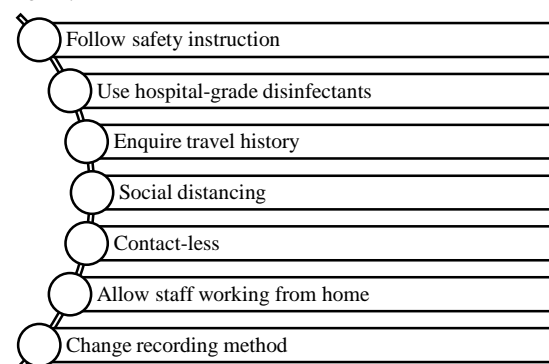 Follow safety instruction
Use hospital-grade disinfectants
Enquire travel history
Social distancing
Contact-less
Allow staff working from home
Change recording method